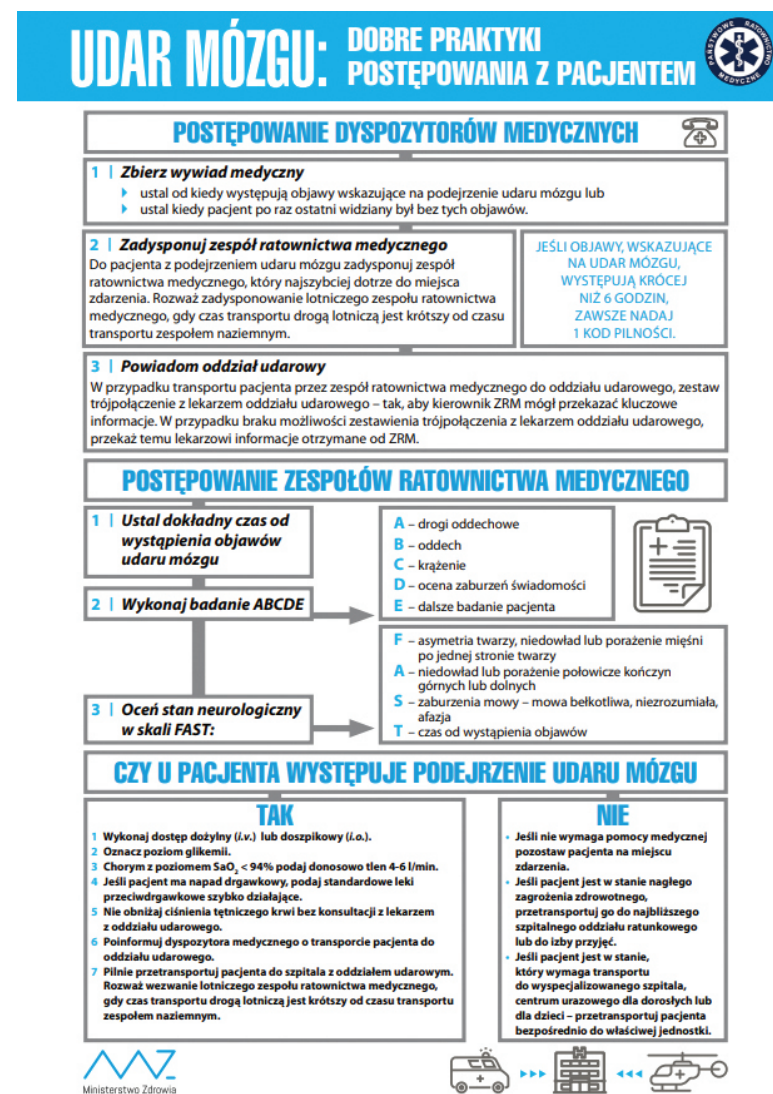 UDAR MÓZGU: DOBRE PRAKTYKI
POSTĘPOWANIA Z PACJENTEM
PAŃSTWOWE RATOWNICTWO MEDYCZNE
POSTĘPOWANIE DYSPOZYTORÓW MEDYCZNYCH
1 | Zbierz wywiad medyczny
ustal od kiedy występują objawy wskazujące na podejrzenie udaru mózgu lub
ustal kiedy pacjent po raz ostatni widziany był bez tych objawów.
2 | Zadysponuj zespół ratownictwa medycznego
Do pacjenta z podejrzeniem udaru mózgu zadysponuj zespół
ratownictwa medycznego, który najszybciej dotrze do miejsca
zdarzenia. Rozważ zadysponowanie lotniczego zespołu ratownictwa
medycznego, gdy czas transportu drogą lotniczą jest krótszy od czasu
transportu zespołem naziemnym.
JEŚLI OBJAWY, WSKAZUJĄCE
NA UDAR MÓZGU,
WYSTĘPUJĄ KRÓCEJ
NIŻ 6 GODZIN,
ZAWSZE NADAJ
1 KOD PILNOŚCI.
3 | Powiadom oddział udarowy
W przypadku transportu pacjenta przez zespół ratownictwa medycznego do oddziału udarowego, zestaw
trójpołączenie z lekarzem oddziału udarowego – tak, aby kierownik ZRM mógł przekazać kluczowe
informacje. W przypadku braku możliwości zestawienia trójpołączenia z lekarzem oddziału udarowego,
przekaż temu lekarzowi informacje otrzymane od ZRM.
POSTĘPOWANIE ZESPOŁÓW RATOWNICTWA MEDYCZNEGO
1 | Ustal dokładny czas od
wystąpienia objawów
udaru mózgu
2 | Wykonaj badanie ABCDE
A – drogi oddechowe
B – oddech
C – krążenie
D – ocena zaburzeń świadomości
E – dalsze badanie pacjenta
3 | Oceń stan neurologiczny
w skali FAST:
F – asymetria twarzy, niedowład lub porażenie mięśni
po jednej stronie twarzy
A – niedowład lub porażenie połowicze kończyn
górnych lub dolnych
S – zaburzenia mowy – mowa bełkotliwa, niezrozumiała,
afazja
T – czas od wystąpienia objawów
CZY U PACJENTA WYSTĘPUJE PODEJRZENIE UDARU MÓZGU
TAK
1 Wykonaj dostęp dożylny (i.v.) lub doszpikowy (i.o.).
2 Oznacz poziom glikemii.
3 Chorym z poziomem SaO₂ < 94% podaj donosowo tlen 4-6 l/min.
4 Jeśli pacjent ma napad drgawkowy, podaj standardowe leki
przeciwdrgawkowe szybko działające.
5 Nie obniżaj ciśnienia tętniczego krwi bez konsultacji z lekarzem
z oddziału udarowego.
6 Poinformuj dyspozytora medycznego o transporcie pacjenta do
oddziału udarowego.
7 Pilnie przetransportuj pacjenta do szpitala z oddziałem udarowym.
Rozważ wezwanie lotniczego zespołu ratownictwa medycznego,
gdy czas transportu drogą lotniczą jest krótszy od czasu transportu
zespołem naziemnym.
NIE
• Jeśli nie wymaga pomocy medycznej
pozostaw pacjenta na miejscu
zdarzenia.
• Jeśli pacjent jest w stanie nagłego
zagrożenia zdrowotnego,
przetransportuj go do najbliższego
szpitalnego oddziału ratunkowego
lub do izby przyjęć.
• Jeśli pacjent jest w stanie,
który wymaga transportu
do wyspecjalizowanego szpitala,
centrum urazowego dla dorosłych lub
dla dzieci – przetransportuj pacjenta
bezpośrednio do właściwej jednostki.
Ministerstwo Zdrowia